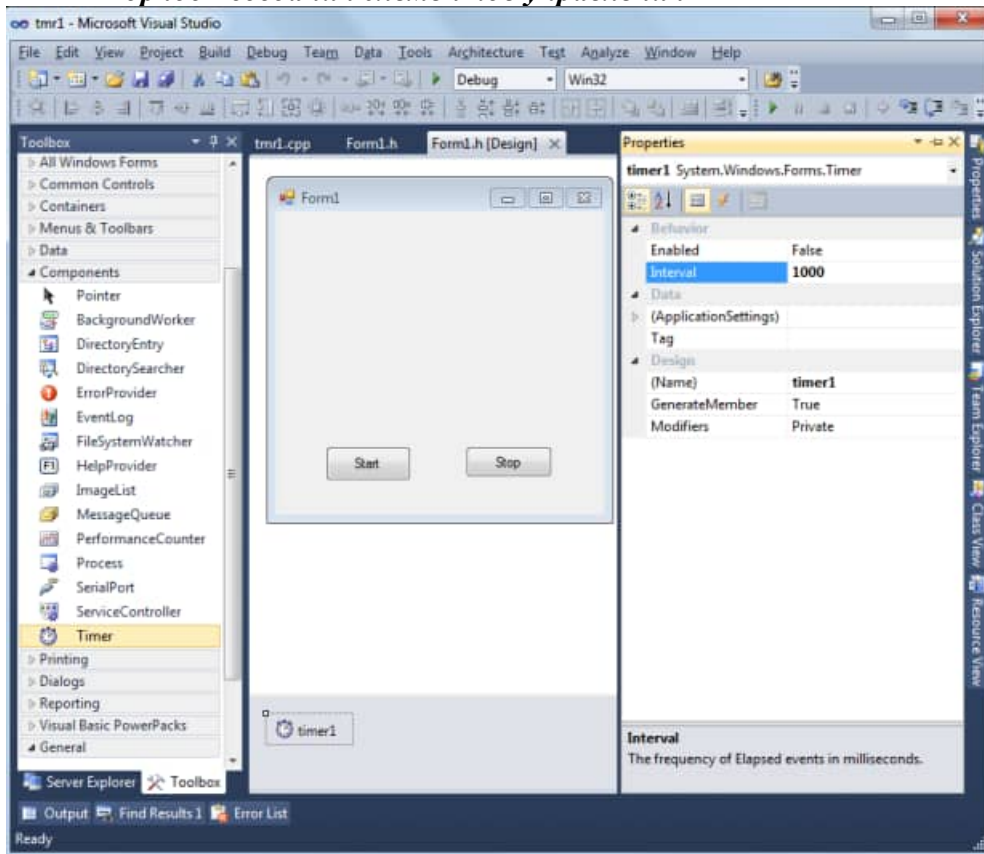 tmr1 - Microsoft Visual Studio
File Edit View Project Build Debug Team Data Tools Architecture Test Analyze Window Help
Debug Win32
Toolbox
All Windows Forms
Common Controls
Containers
Menus & Toolbars
Data
Components
Pointer
BackgroundWorker
DirectoryEntry
DirectorySearcher
ErrorProvider
EventLog
FileSystemWatcher
HelpProvider
ImageList
MessageQueue
PerformanceCounter
Process
SerialPort
ServiceController
Timer
Printing
Dialogs
Reporting
Visual Basic PowerPacks
General
Server Explorer Toolbox
tmr1.cpp Form1.h Form1.h [Design]
Form1
Start Stop
timer1
Properties
timer1 System.Windows.Forms.Timer
Behavior
Enabled False
Interval 1000
Data
(ApplicationSettings)
Tag
Design
(Name) timer1
GenerateMember True
Modifiers Private
Interval
The frequency of Elapsed events in milliseconds.
Properties
Solution Explorer
Team Explorer
Class View
Resource View
Output Find Results 1 Error List
Ready